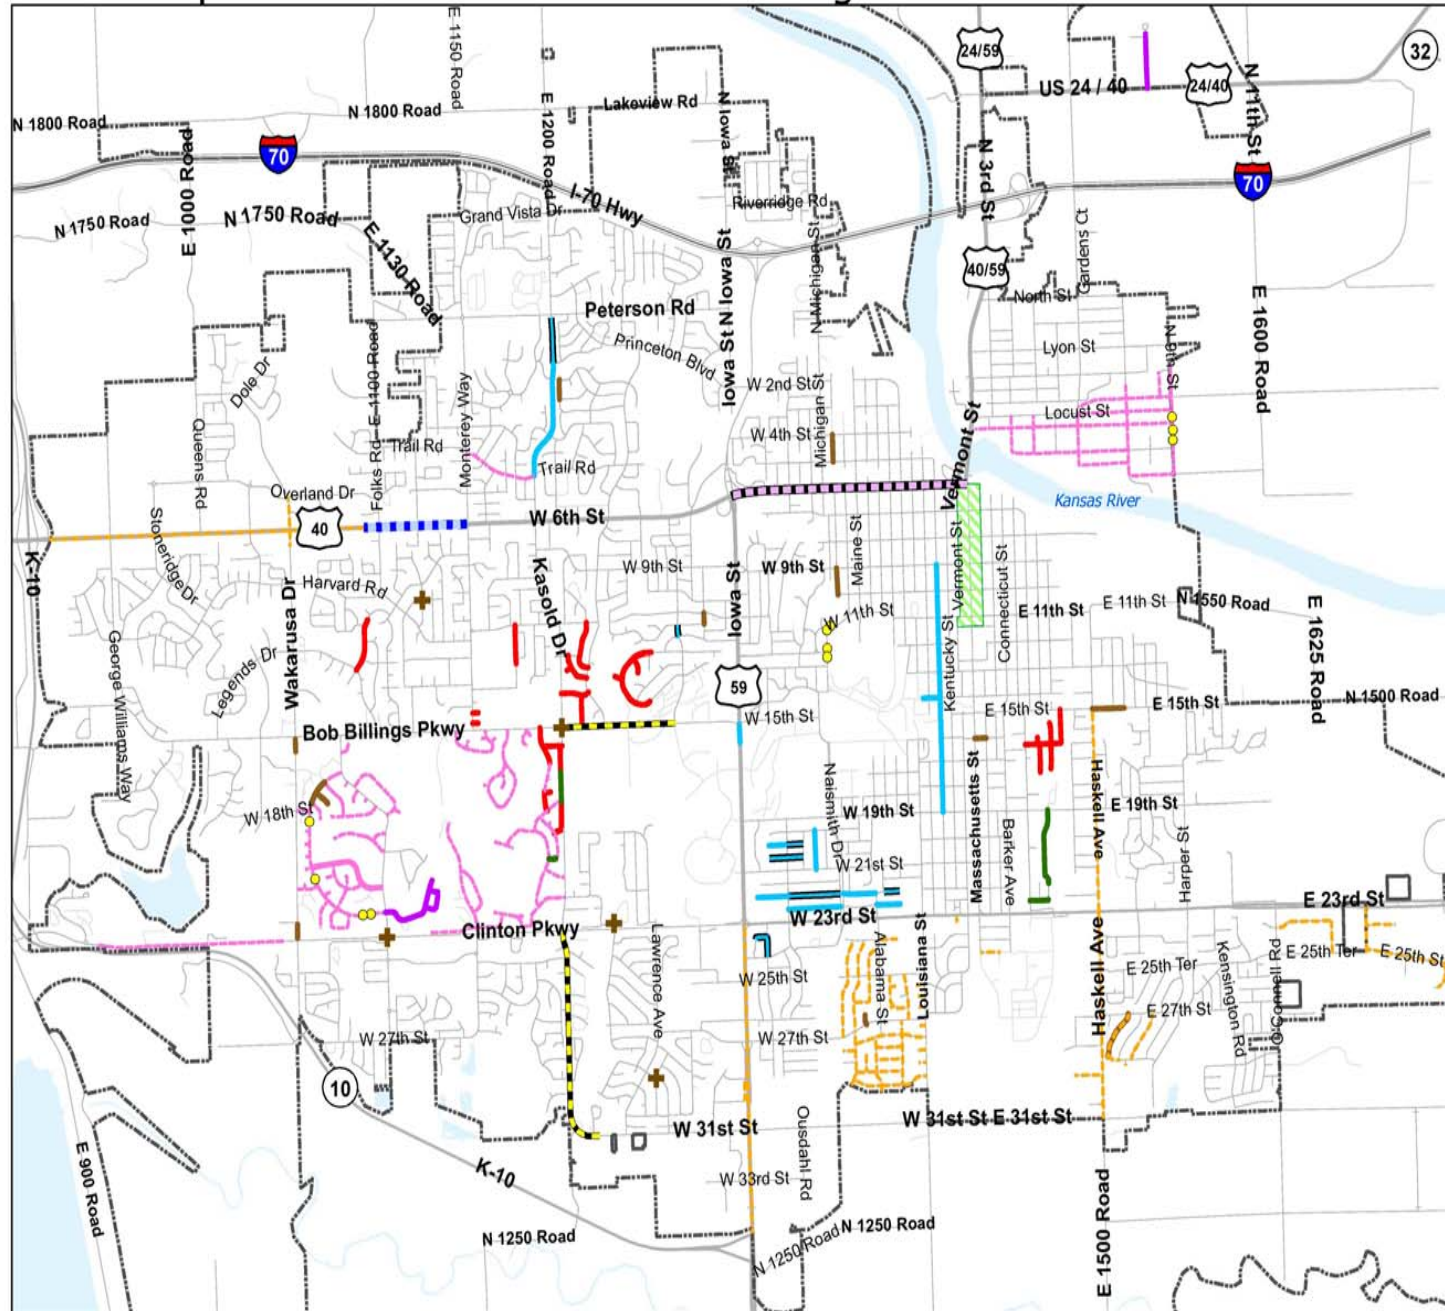 E 1150 Road
24/59
32
US 24 / 40
24/40
N 11th St
Lakeview Rd
N Iowa St
N 1800 Road
N 1800 Road
E 1200 Road
70
E 1000 Road
I-70 Hwy
N 3rd St
70
Riverridge Rd
Grand Vista Dr
N 1750 Road
N 1750 Road
E 1130 Road
N Michigan St
Gardens Ct
40/59
North St
Peterson Rd
N Iowa St
Iowa St
Princeton Blvd
Lyon St
N 9th St
E 1600 Road
Dole Dr
E 1100 Road
Folks Rd
Monterey Way
W 2nd St
Michigan St
Locust St
Vermont St
W 4th St
Queens Rd
Trail Rd
Trail Rd
Overland Dr
Kansas River
40
W 6th St
Stoneridge Dr
K-10
Harvard Rd
Kasold Dr
W 9th St
W 9th St
Maine St
Vermont St
Connecticut St
Iowa St
W 11th St
E 11th St
E 11th St
N 1550 Road
E 1625 Road
Wakarusa Dr
George Williams Way
Legends Dr
59
Kentucky St
N 1500 Road
E 15th St
E 15th St
W 15th St
Bob Billings Pkwy
Massachusetts St
Haskell Ave
Naismith Dr
W 18th St
W 19th St
E 19th St
Barker Ave
Harper St
W 21st St
E 23rd St
W 23rd St
Clinton Pkwy
Lawrence Ave
Alabama St
Louisiana St
Haskell Ave
E 25th Ter
E 25th Ter
E 25th St
Kensington Rd
O'Connell Rd
W 25th St
E 27th St
W 27th St
W 27th St
10
W 31st St
W 31st St
E 31st St
Ousdahl Rd
E 900 Road
K-10
W 33rd St
E 1500 Road
N 1250 Road
N 1250 Road
N 1250 Road